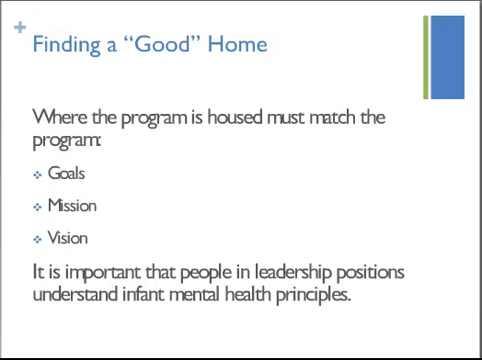 Finding a “Good” Home
Where the program is housed must match the
program:
Goals
Mission
Vision
It is important that people in leadership positions
understand infant mental health principles.